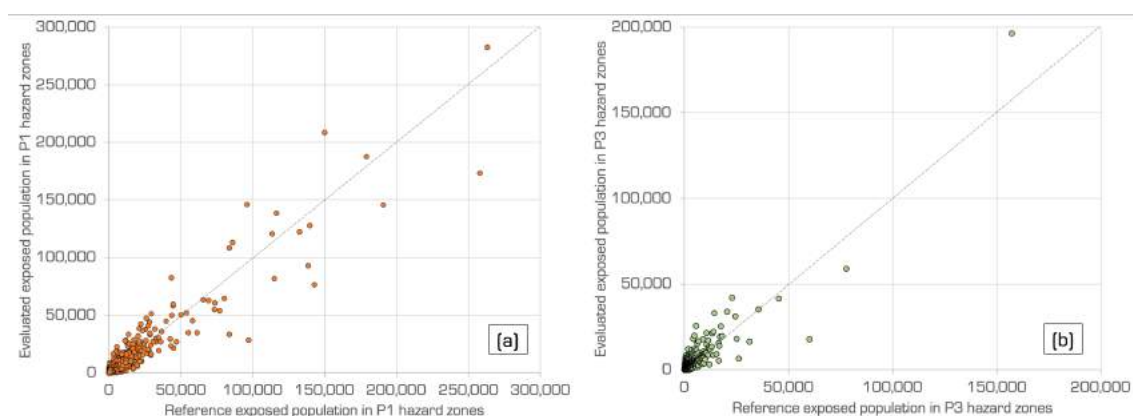 Evaluated exposed population in P1 hazard zones
300,000
250,000
200,000
150,000
100,000
50,000
0
0 50,000 100,000 150,000 200,000 250,000 300,000
Reference exposed population in P1 hazard zones
(a)
Evaluated exposed population in P3 hazard zones
200,000
150,000
100,000
50,000
0
0 50,000 100,000 150,000 200,000
Reference exposed population in P3 hazard zones
(b)